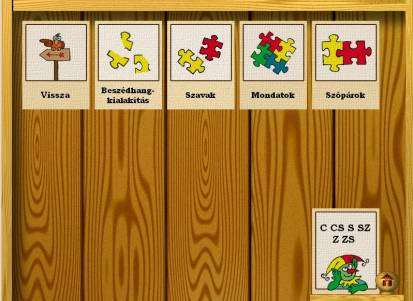 Vissza
Beszédhang-
kialakítás
Szavak
Mondatok
Szópárok
C CS S SZ
Z ZS